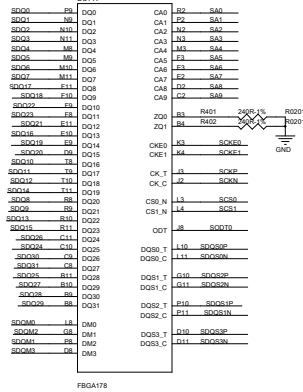 SDQ0 P9 DQ0 CA0 R2 SA0
SDQ1 N9 DQ1 CA1 P2 SA1
SDQ2 N10 DQ2 CA2 N2 SA2
SDQ3 N11 DQ3 CA3 N3 SA3
SDQ4 M8 DQ4 CA4 M3 SA4
SDQ5 M9 DQ5 CA5 F3 SA5
SDQ6 M10 DQ6 CA6 E3 SA6
SDQ7 M11 DQ7 CA7 E2 SA7
SDQ17 F11 DQ8 CA8 D2 SA8
SDQ18 F10 DQ9 CA9 C2 SA9
SDQ22 F9 DQ10
SDQ23 F8 DQ11 ZQ0 B3 R401 240R-1% R0201
SDQ21 E11 DQ12 ZQ1 B4 R402 240R-1% R0201
SDQ16 E10 DQ13
SDQ19 E9 DQ14 CKE0 K3 SCKE0
SDQ20 D9 DQ15 CKE1 K4 SCKE1 GND
SDQ10 T8 DQ16
SDQ11 T9 DQ17 CK_T J3 SCKP
SDQ12 T10 DQ18 CK_C J2 SCKN
SDQ14 T11 DQ19
SDQ8 R8 DQ20 CS0_N L3 SCS0
SDQ9 R9 DQ21 CS1_N L4 SCS1
SDQ13 R10 DQ22
SDQ15 R11 DQ23 ODT J8 SODT0
SDQ26 C11 DQ24
SDQ24 C10 DQ25 DQS0_T L10 SDQS0P
SDQ30 C9 DQ26 DQS0_C L11 SDQS0N
SDQ31 C8 DQ27
SDQ25 B11 DQ28 DQS1_T G10 SDQS2P
SDQ27 B10 DQ29 DQS1_C G11 SDQS2N
SDQ28 B9 DQ30
SDQ29 B8 DQ31 DQS2_T P10 SDQS1P
DQS2_C P11 SDQS1N
SDQM0 L8 DM0
SDQM2 G8 DM1 DQS3_T D10 SDQS3P
SDQM1 P8 DM2 DQS3_C D11 SDQS3N
SDQM3 D8 DM3
FBGA178